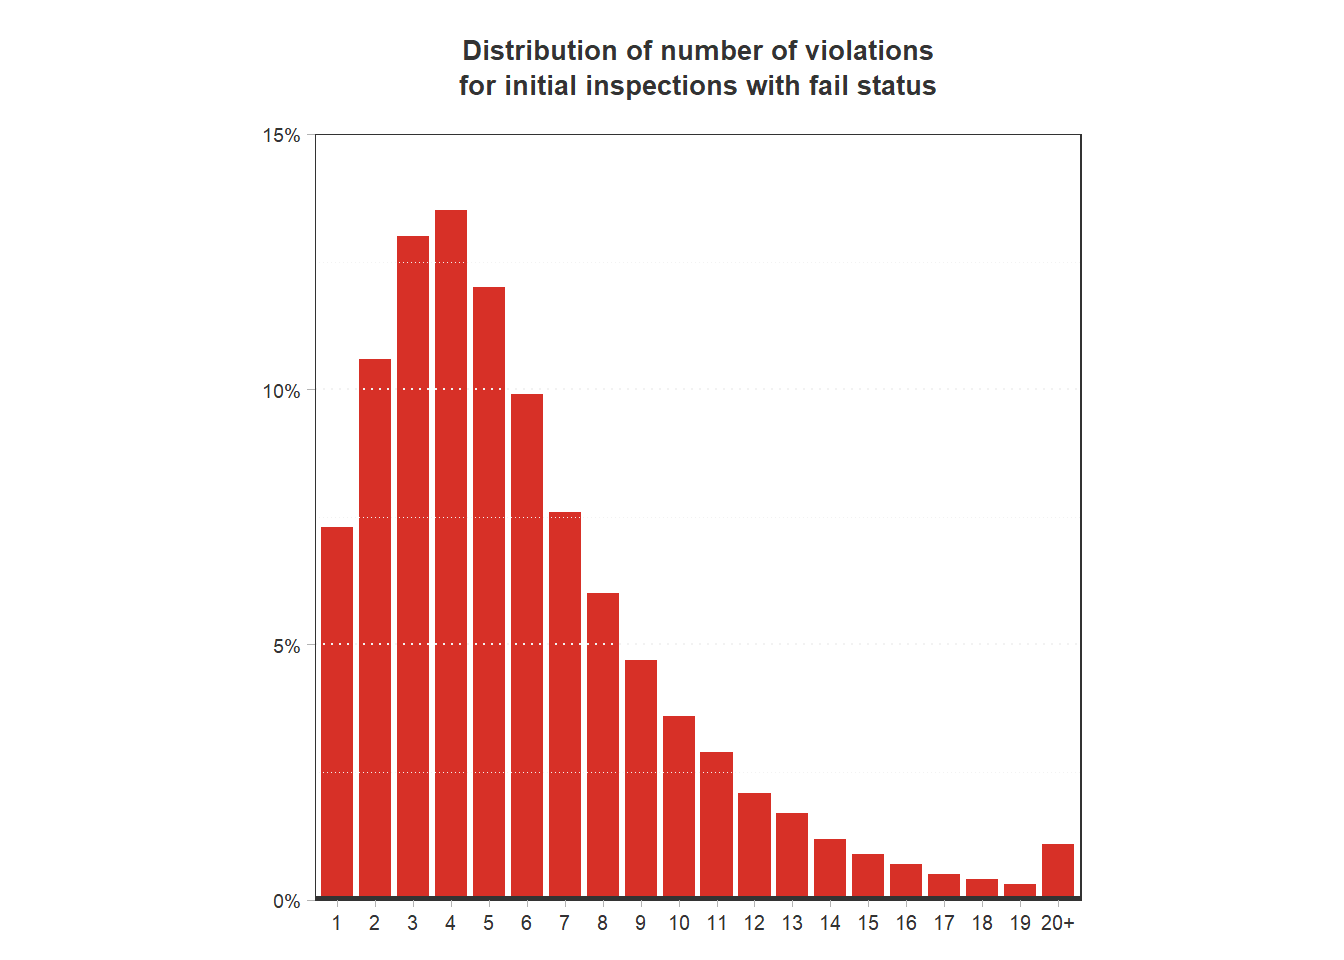 Distribution of number of violations
for initial inspections with fail status
15%
10%
5%
0%
1 2 3 4 5 6 7 8 9 10 11 12 13 14 15 16 17 18 19 20+